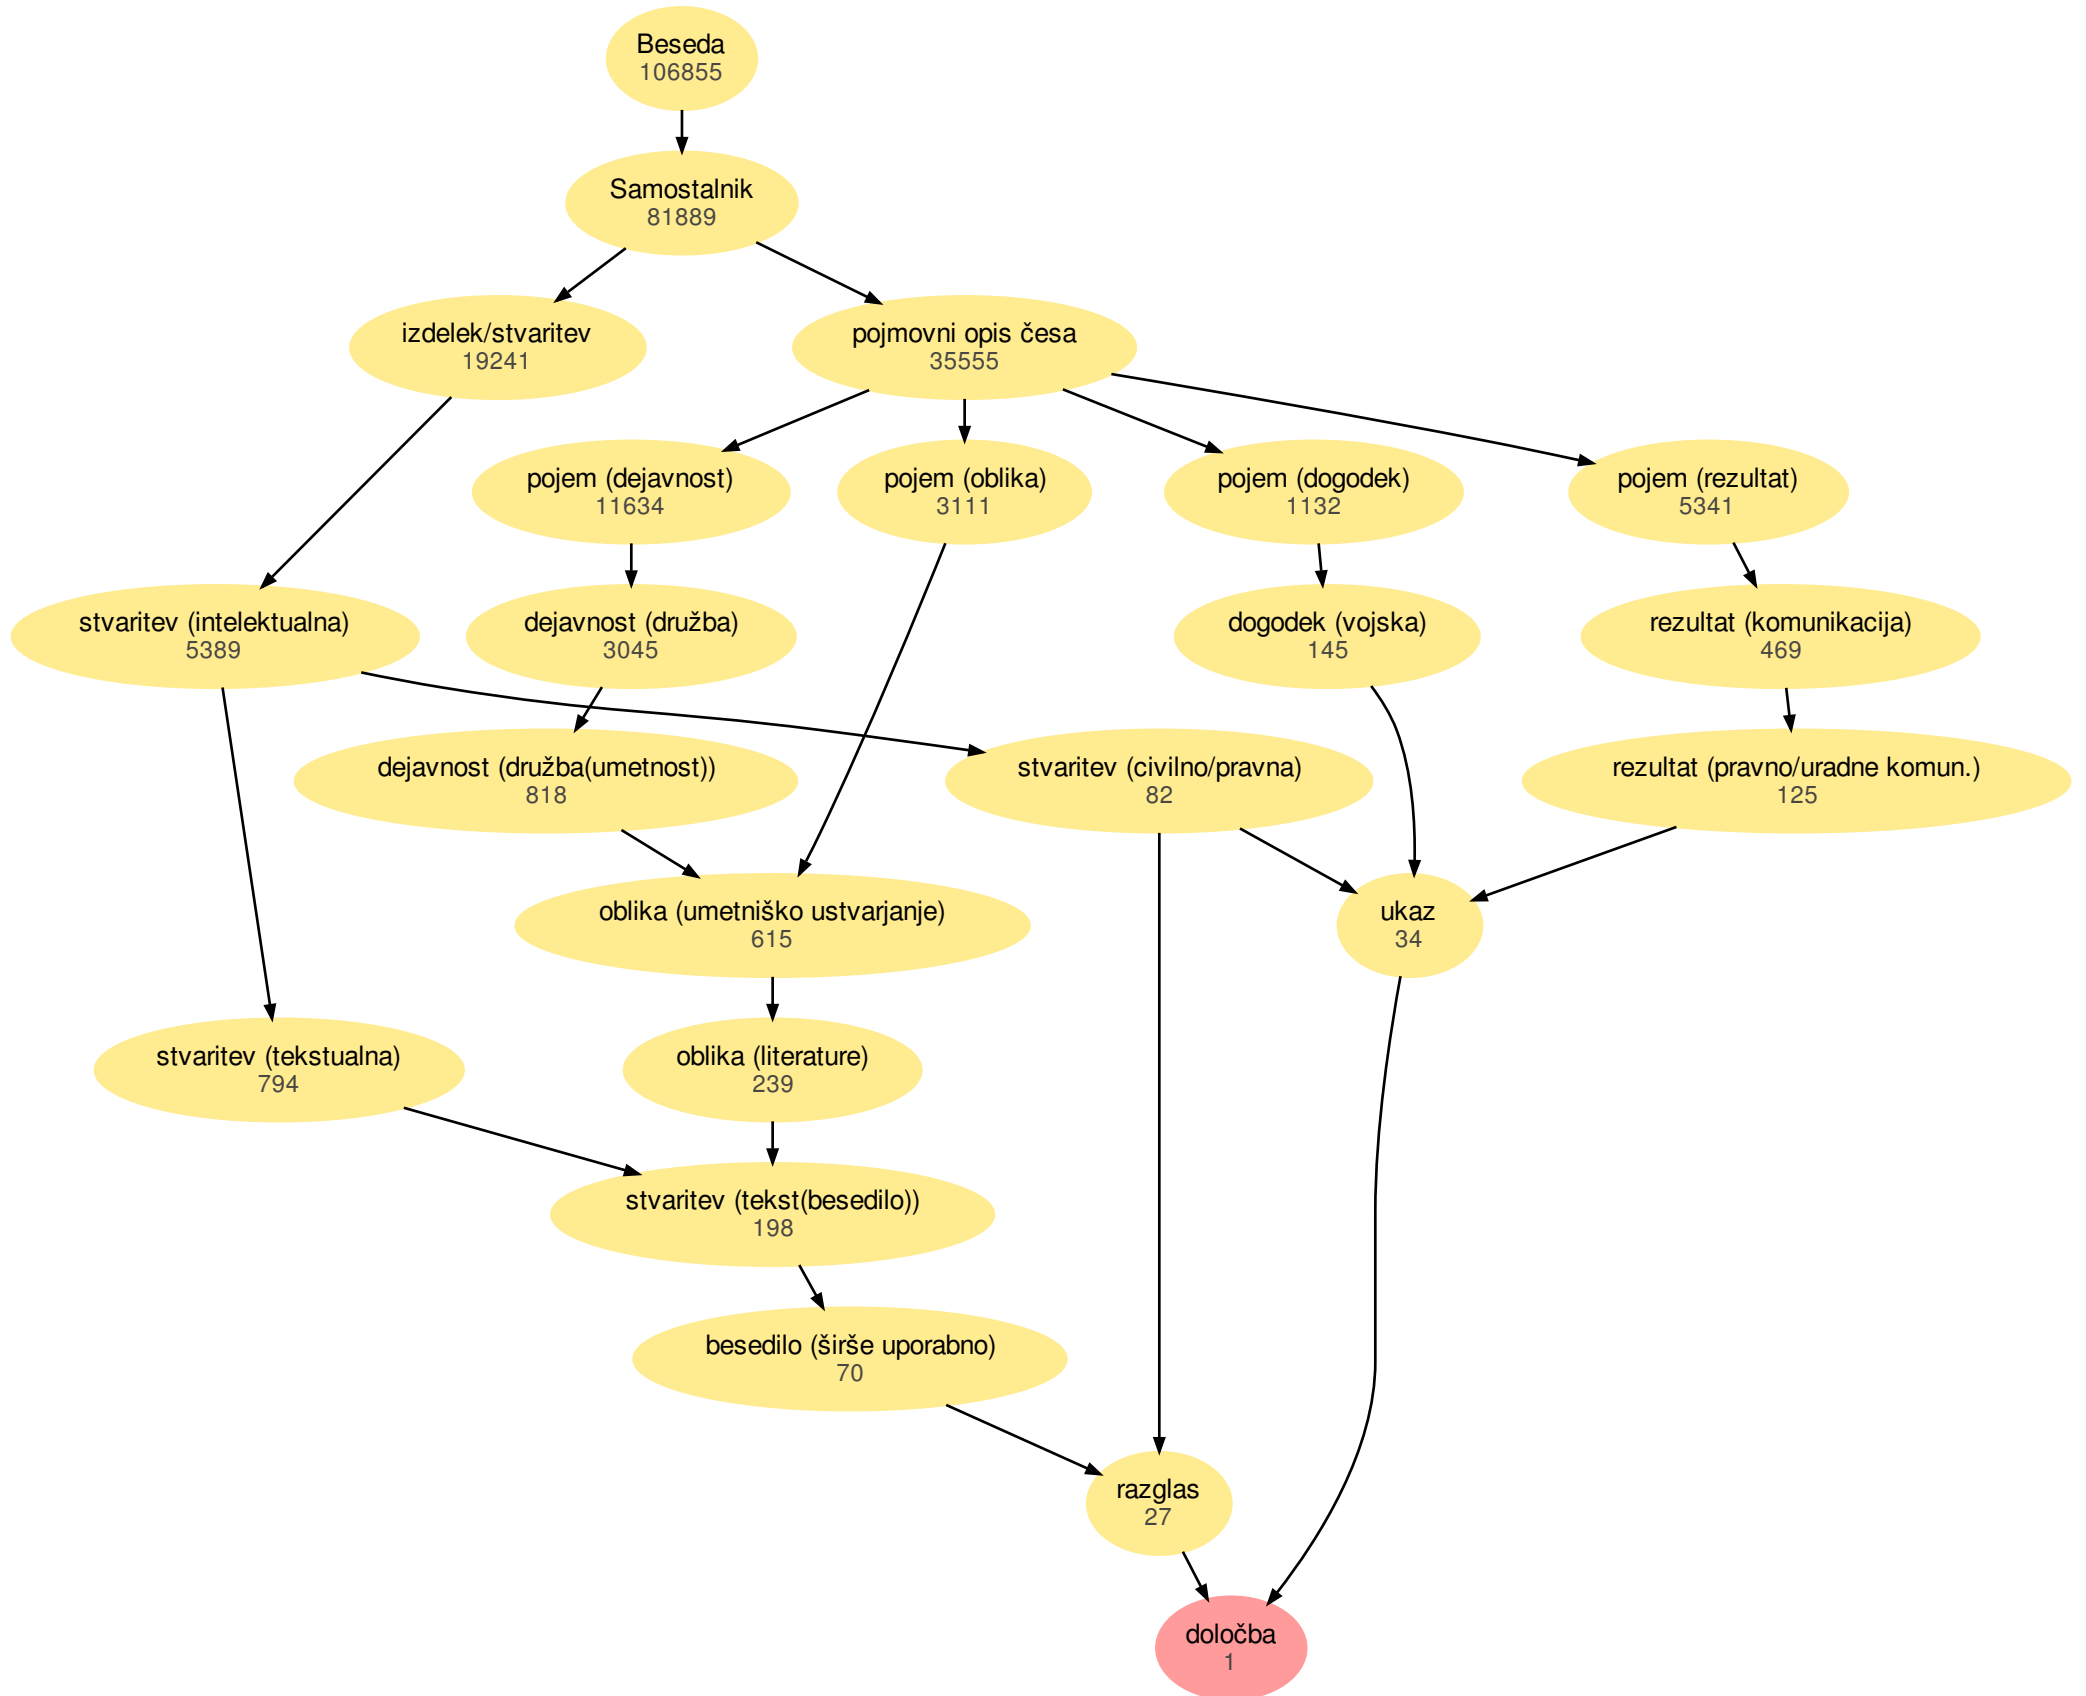 Beseda
106855
Samostalnik
81889
izdelek/stvaritev
19241
pojmovni opis česa
35555
pojem (dejavnost)
11634
pojem (oblika)
3111
pojem (dogodek)
1132
pojem (rezultat)
5341
stvaritev (intelektualna)
5389
dejavnost (družba)
3045
dogodek (vojska)
145
rezultat (komunikacija)
469
dejavnost (družba(umetnost))
818
stvaritev (civilno/pravna)
82
rezultat (pravno/uradne komun.)
125
oblika (umetniško ustvarjanje)
615
ukaz
34
stvaritev (tekstualna)
794
oblika (literature)
239
stvaritev (tekst(besedilo))
198
besedilo (širše uporabno)
70
razglas
27
določba
1